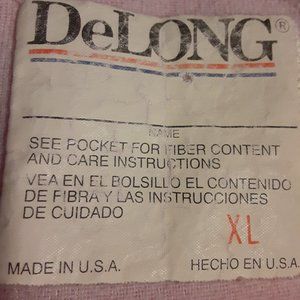 DeLONG®
NAME
SEE POCKET FOR FIBER CONTENT
AND CARE INSTRUCTIONS
VEA EN EL BOLSILLO EL CONTENIDO
DE FIBRA Y LAS INSTRUCCIONES
DE CUIDADO
XL
MADE IN U.S.A. HECHO EN U.S.A.